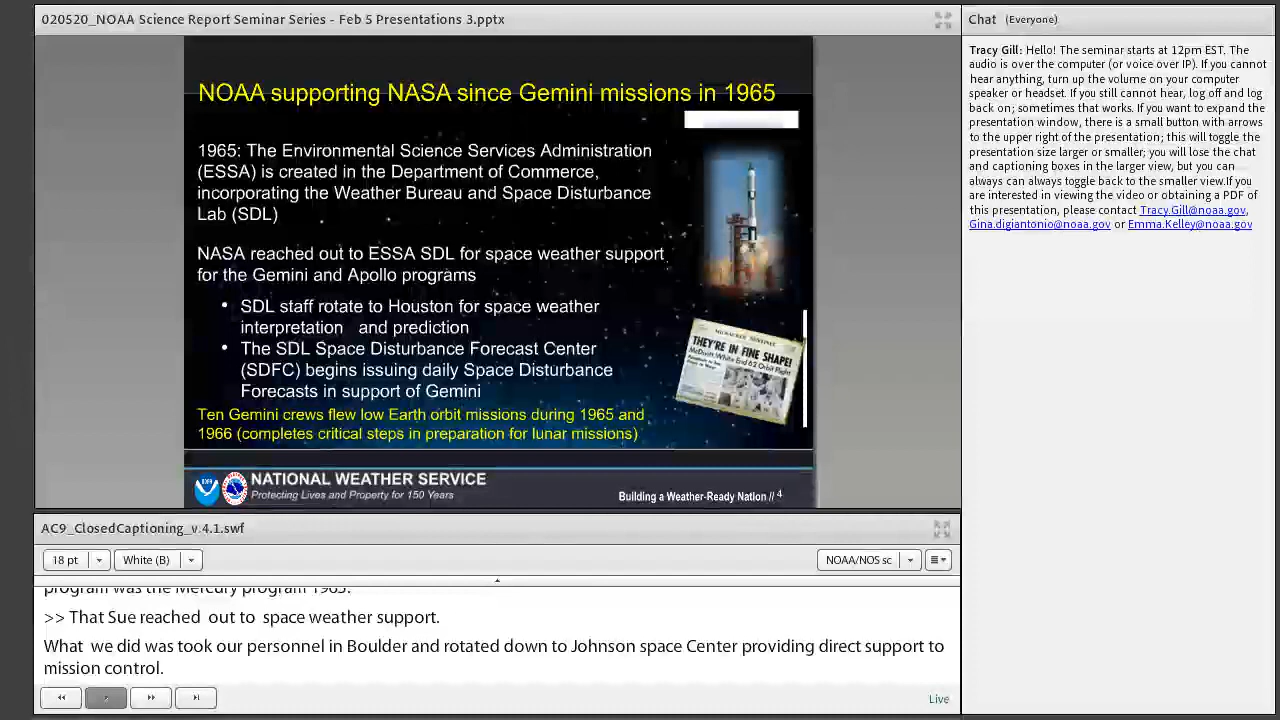 020520_NOAA Science Report Seminar Series - Feb 5 Presentations 3.pptx
NOAA supporting NASA since Gemini missions in 1965
1965: The Environmental Science Services Administration
(ESSA) is created in the Department of Commerce,
incorporating the Weather Bureau and Space Disturbance
Lab (SDL)
NASA reached out to ESSA SDL for space weather support
for the Gemini and Apollo programs
• SDL staff rotate to Houston for space weather
interpretation and prediction
• The SDL Space Disturbance Forecast Center
(SDFC) begins issuing daily Space Disturbance
Forecasts in support of Gemini
Ten Gemini crews flew low Earth orbit missions during 1965 and
1966 (completes critical steps in preparation for lunar missions)
MILWAUKEE SENTINEL
THEY'RE IN FINE SHAPE!
McDivitt, White End 62 Orbit Flight
NATIONAL WEATHER SERVICE
Protecting Lives and Property for 150 Years
Building a Weather-Ready Nation // 4
AC9_ClosedCaptioning_v.4.1.swf
18 pt
White (B)
NOAA/NOS sc
program was the Mercury program 1963.
>> That Sue reached out to space weather support.
What we did was took our personnel in Boulder and rotated down to Johnson space Center providing direct support to
mission control.
Live
Chat (Everyone)
Tracy Gill: Hello! The seminar starts at 12pm EST. The
audio is over the computer (or voice over IP). If you cannot
hear anything, turn up the volume on your computer
speaker or headset. If you still cannot hear, log off and log
back on; sometimes that works. If you want to expand the
presentation window, there is a small button with arrows
to the upper right of the presentation; this will toggle the
presentation size larger or smaller; you will lose the chat
and captioning boxes in the larger view, but you can
always can always toggle back to the smaller view.If you
are interested in viewing the video or obtaining a PDF of
this presentation, please contact Tracy.Gill@noaa.gov,
Gina.digiantonio@noaa.gov or Emma.Kelley@noaa.gov